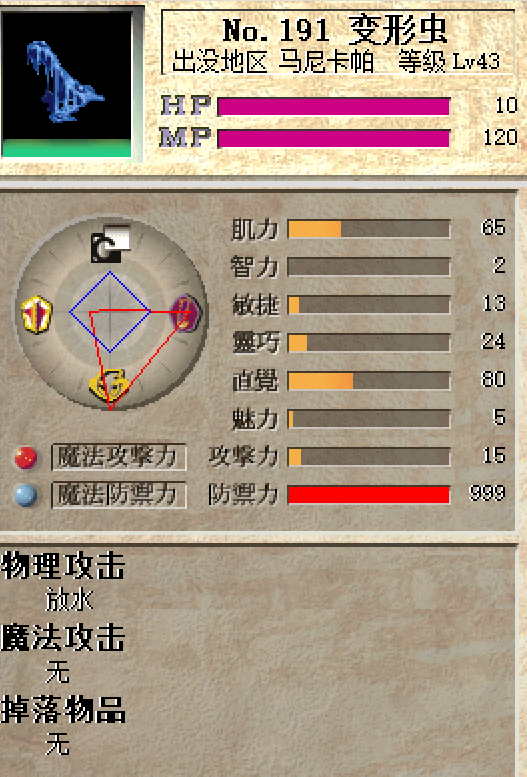 No. 191 变形虫
出没地区 马尼卡帕 等级 Lv43
HP 10
MP 120
肌力 65
智力 2
敏捷 13
靈巧 24
直覺 80
魅力 5
魔法攻擊力 攻擊力 15
魔法防禦力 防禦力 999
物理攻击
放水
魔法攻击
无
掉落物品
无